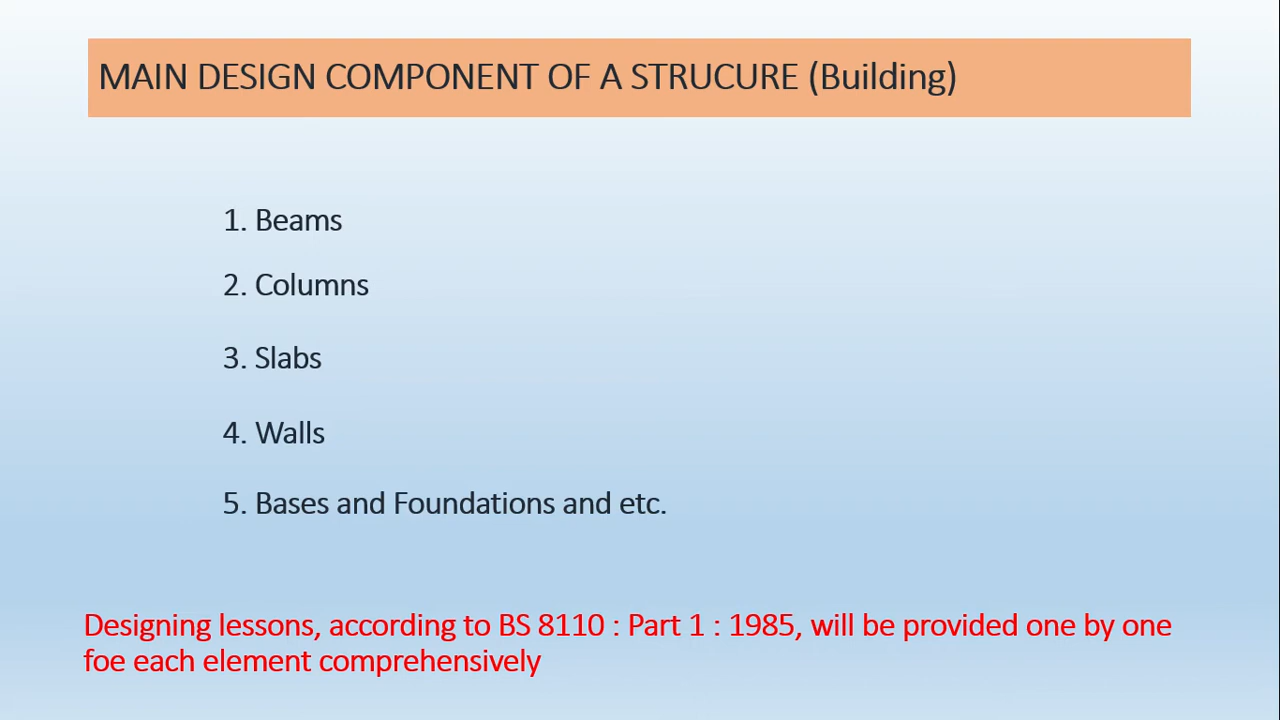 MAIN DESIGN COMPONENT OF A STRUCURE (Building)
1. Beams
2. Columns
3. Slabs
4. Walls
5. Bases and Foundations and etc.
Designing lessons, according to BS 8110 : Part 1 : 1985, will be provided one by one
foe each element comprehensively